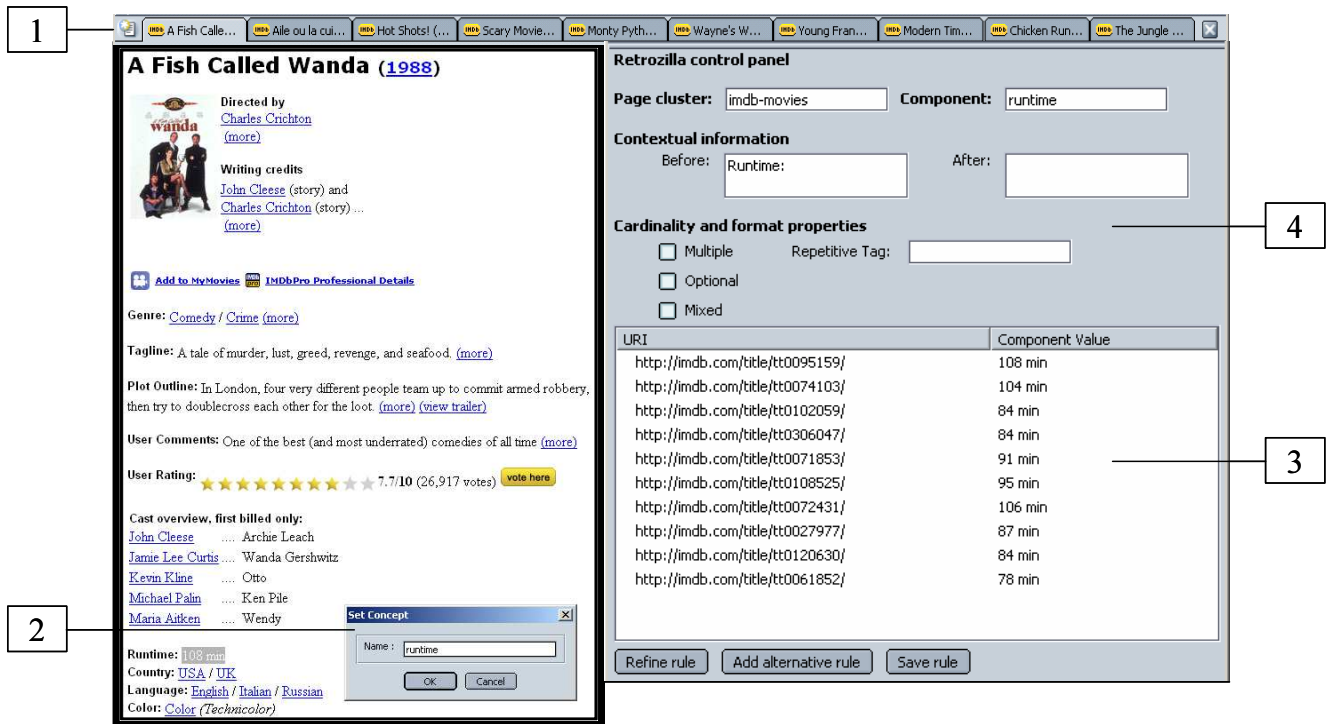 1
IMDb A Fish Calle...
IMDb Aile ou la cui...
IMDb Hot Shots! (...
IMDb Scary Movie...
IMDb Monty Pyth...
IMDb Wayne's W...
IMDb Young Fran...
IMDb Modern Tim...
IMDb Chicken Run...
IMDb The Jungle ...
A Fish Called Wanda (1988)
wanda
Directed by
Charles Crichton
(more)
Writing credits
John Cleese (story) and
Charles Crichton (story) ...
(more)
Add to MyMovies IMDb pro IMDbPro Professional Details
Genre: Comedy / Crime (more)
Tagline: A tale of murder, lust, greed, revenge, and seafood. (more)
Plot Outline: In London, four very different people team up to commit armed robbery,
then try to doublecross each other for the loot. (more) (view trailer)
User Comments: One of the best (and most underrated) comedies of all time (more)
User Rating: 7.7/10 (26,917 votes) vote here
Cast overview, first billed only:
John Cleese .... Archie Leach
Jamie Lee Curtis .... Wanda Gershwitz
Kevin Kline .... Otto
Michael Palin .... Ken Pile
Maria Aitken .... Wendy
2
Set Concept
Name : runtime
OK Cancel
Runtime: 108 min
Country: USA / UK
Language: English / Italian / Russian
Color: Color (Technicolor)
Retrozilla control panel
Page cluster: imdb-movies Component: runtime
Contextual information
Before: Runtime: After:
Cardinality and format properties
4
Multiple Repetitive Tag:
Optional
Mixed
URI Component Value
http://imdb.com/title/tt0095159/ 108 min
http://imdb.com/title/tt0074103/ 104 min
http://imdb.com/title/tt0102059/ 84 min
http://imdb.com/title/tt0306047/ 84 min
http://imdb.com/title/tt0071853/ 91 min
3
http://imdb.com/title/tt0108525/ 95 min
http://imdb.com/title/tt0072431/ 106 min
http://imdb.com/title/tt0027977/ 87 min
http://imdb.com/title/tt0120630/ 84 min
http://imdb.com/title/tt0061852/ 78 min
Refine rule Add alternative rule Save rule